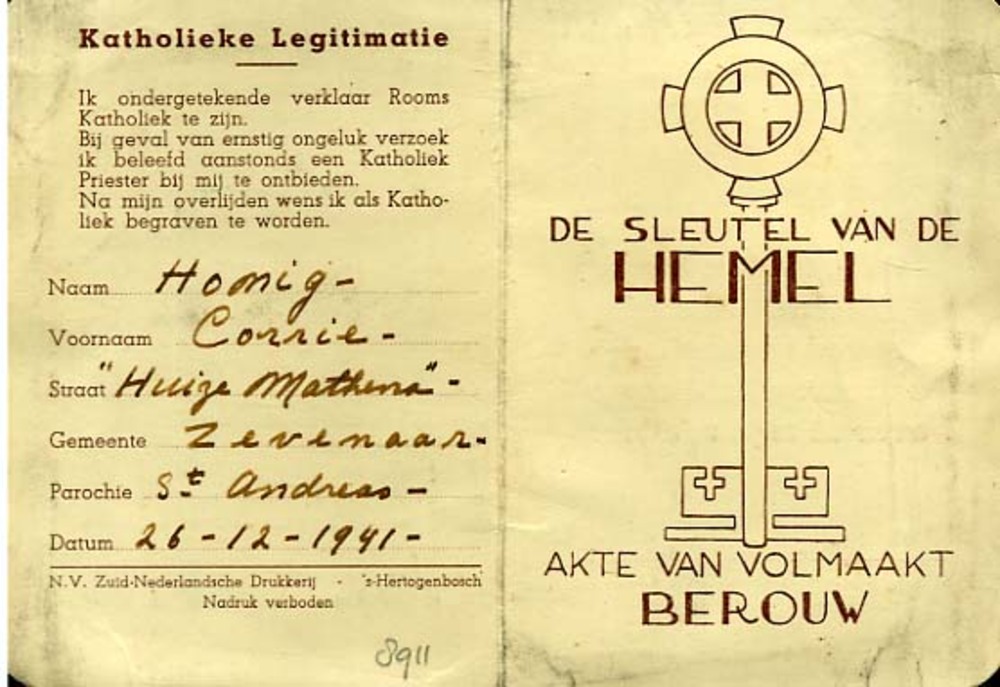 Katholieke Legitimatie
Ik ondergetekende verklaar Rooms
Katholiek te zijn.
Bij geval van ernstig ongeluk verzoek
ik beleefd aanstonds een Katholiek
Priester bij mij te ontbieden.
Na mijn overlijden wens ik als Katho-
liek begraven te worden.
Naam Homig -
Voornaam Corrie -
Straat "Huize Mathena" -
Gemeente Zevenaar -
Parochie St Andreas -
Datum 26-12-1941-
N.V. Zuid-Nederlandsche Drukkerij - 's-Hertogenbosch
Nadruk verboden
8911
DE SLEUTEL VAN DE
HEMEL
AKTE VAN VOLMAAKT
BEROUW